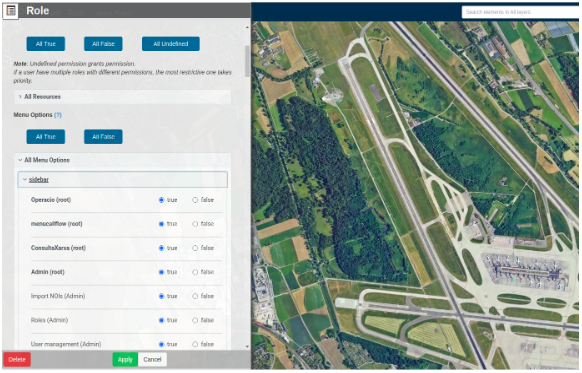 Role
Search elements in All layers
All True
All False
All Undefined
Note: Undefined permission grants permission.
If a user have multiple roles with different permissions, the most restrictive one takes
priority.
All Resources
Menu Options (?)
All True
All False
All Menu Options
sidebar
Operacio (root) true false
menucallflow (root) true false
ConsultaXarxa (root) true false
Admin (root) true false
Import NDIs (Admin) true false
Roles (Admin) true false
User management (Admin) true false
Delete
Apply
Cancel